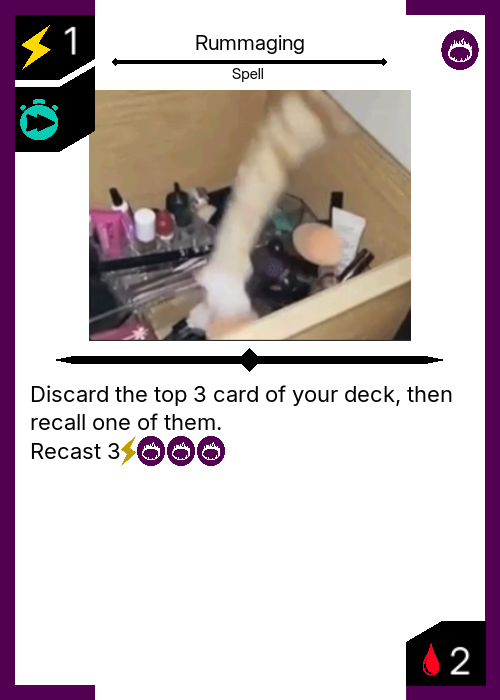 1
Rummaging
Spell
Discard the top 3 card of your deck, then
recall one of them.
Recast 3
2